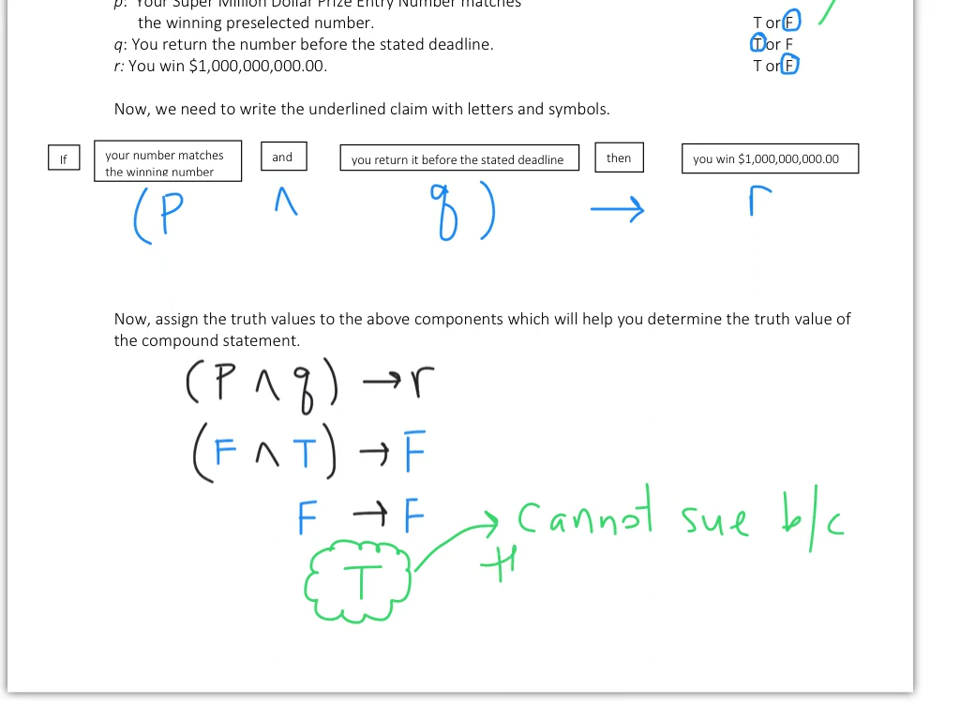 p: Your Super Million Dollar Prize Entry Number matches
the winning preselected number. T or F
q: You return the number before the stated deadline. T or F
r: You win $1,000,000,000.00. T or F
Now, we need to write the underlined claim with letters and symbols.
If your number matches the winning number and you return it before the stated deadline then you win $1,000,000,000.00
(P ∧ q) → r
Now, assign the truth values to the above components which will help you determine the truth value of
the compound statement.
(P ∧ q) → r
(F ∧ T) → F
F → F → Cannot sue b/c
T